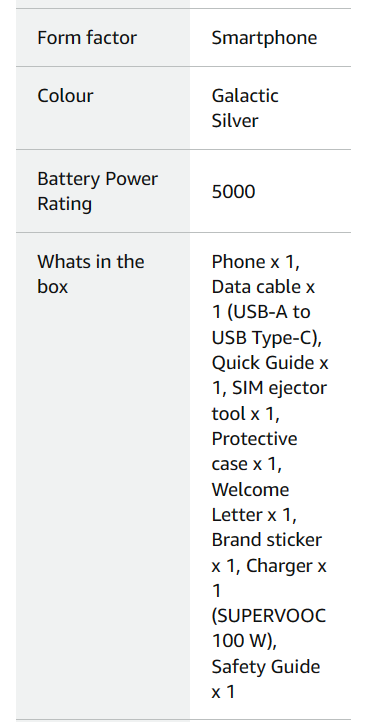 Form factor
Smartphone
Colour
Galactic
Silver
Battery Power
Rating
5000
Whats in the
box
Phone x 1,
Data cable x
1 (USB-A to
USB Type-C),
Quick Guide x
1, SIM ejector
tool x 1,
Protective
case x 1,
Welcome
Letter x 1,
Brand sticker
x 1, Charger x
1
(SUPERVOOC
100 W),
Safety Guide
x 1